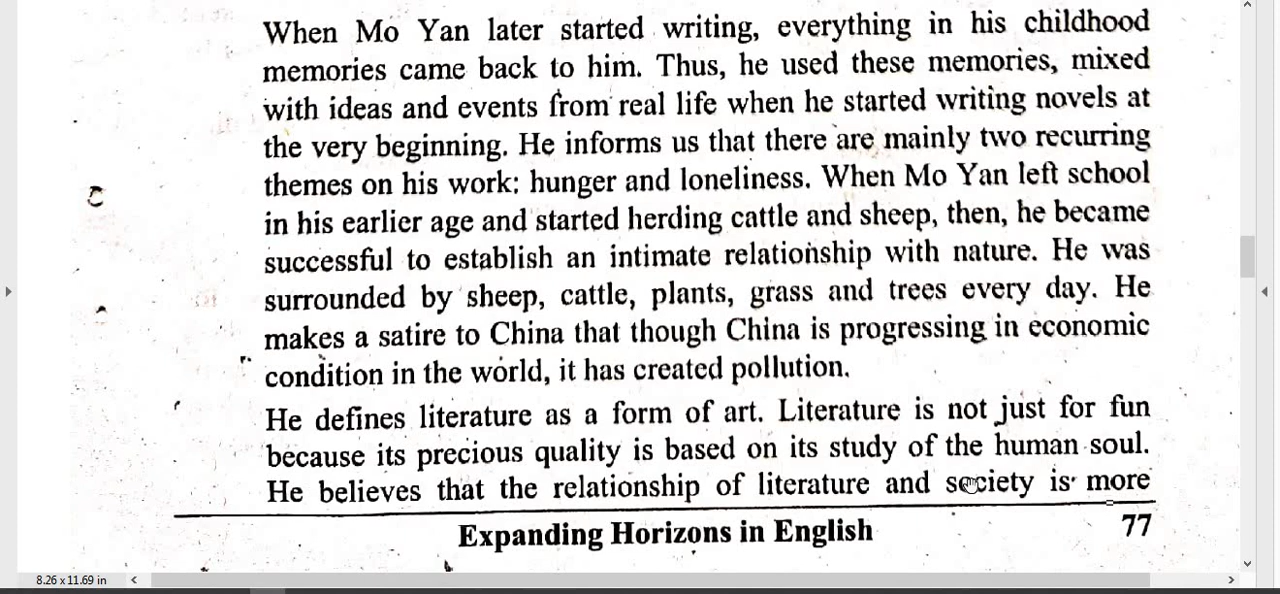 When Mo Yan later started writing, everything in his childhood
memories came back to him. Thus, he used these memories, mixed
with ideas and events from real life when he started writing novels at
the very beginning. He informs us that there are mainly two recurring
themes on his work: hunger and loneliness. When Mo Yan left school
in his earlier age and started herding cattle and sheep, then, he became
successful to establish an intimate relationship with nature. He was
surrounded by sheep, cattle, plants, grass and trees every day. He
makes a satire to China that though China is progressing in economic
condition in the world, it has created pollution.
He defines literature as a form of art. Literature is not just for fun
because its precious quality is based on its study of the human soul.
He believes that the relationship of literature and society is more
Expanding Horizons in English 77
8.26 x 11.69 in